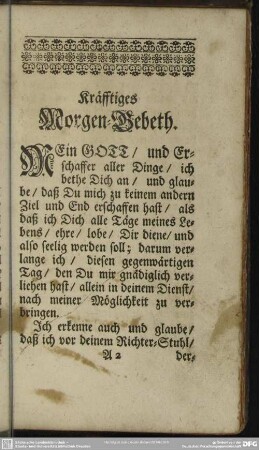 Kräfftiges
Morgen-Gebeth.
MEin GOTT / und Er-
schaffer aller Dinge / ich
bethe Dich an / und glau-
be / daß Du mich zu keinem andern
Ziel und End erschaffen hast / als
daß ich Dich alle Täge meines Le-
bens / ehre / lobe / Dir diene / und
also seelig werden soll; darum ver-
lange ich / diesen gegenwärtigen
Tag / den Du mir gnädiglich ver-
liehen hast / allein in deinem Dienst /
nach meiner Möglichkeit zu ver-
bringen.
Ich erkenne auch und glaube /
daß ich vor deinem Richter-Stuhl /
A 2 der-
DFG